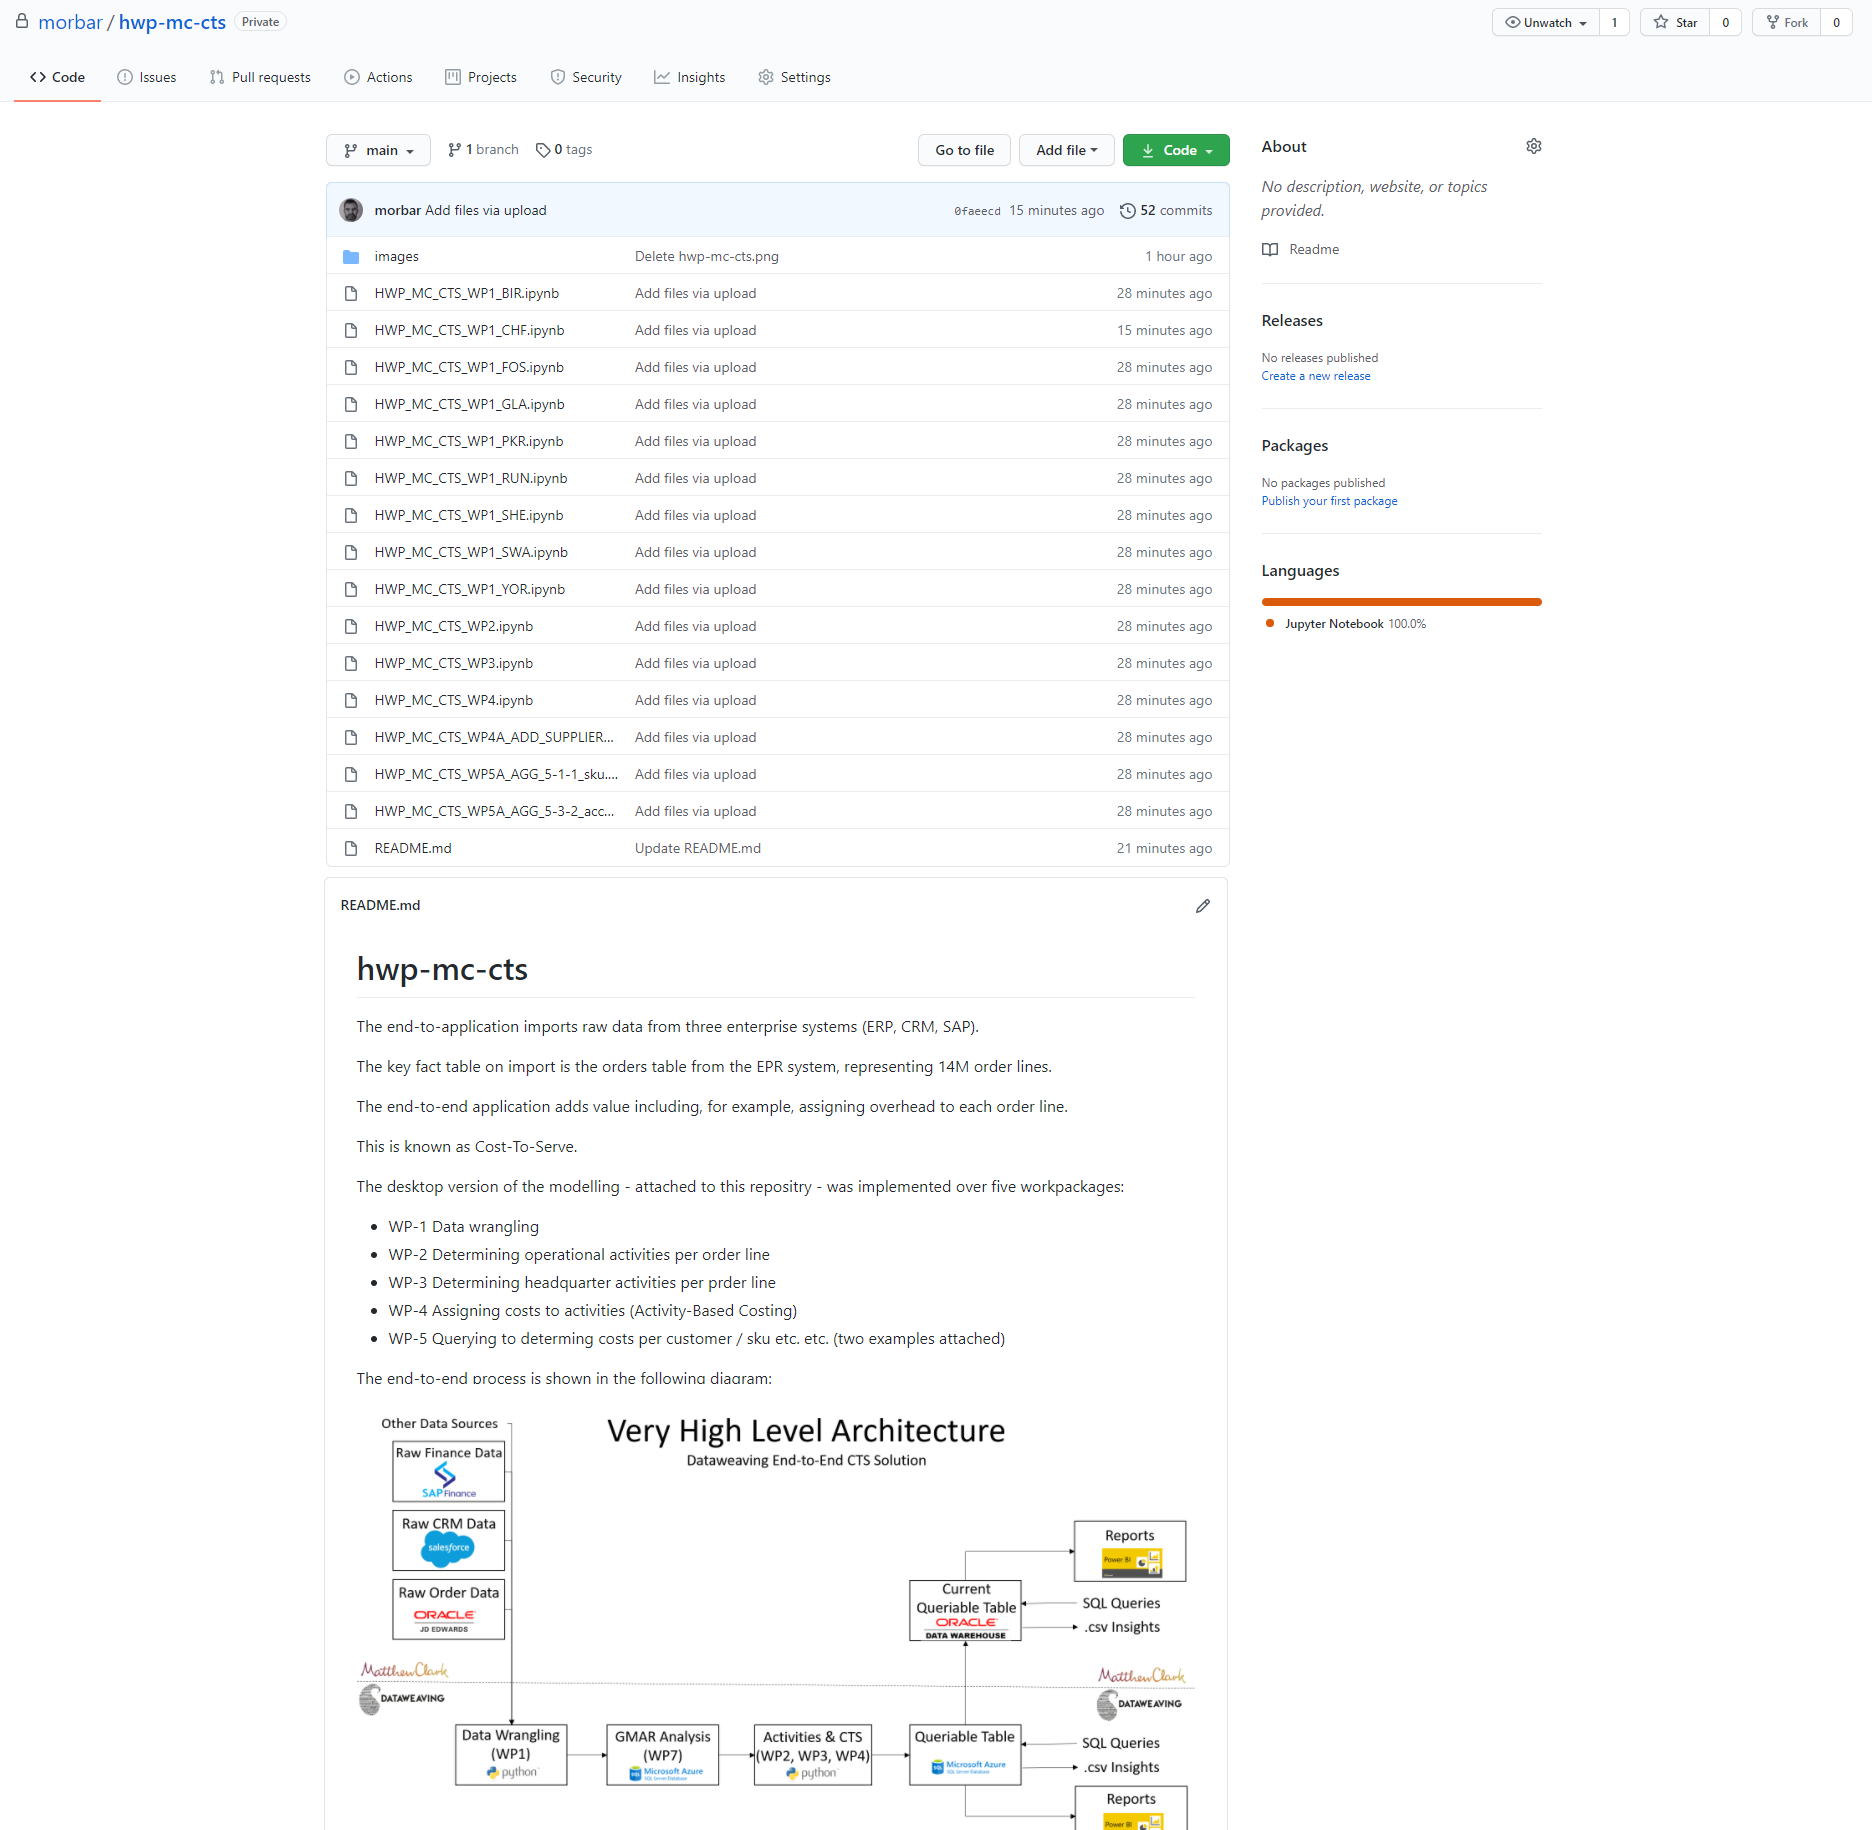 morbar / hwp-mc-cts Private
Unwatch 1 Star 0 Fork 0
Code Issues Pull requests Actions Projects Security Insights Settings
main 1 branch 0 tags Go to file Add file Code
morbar Add files via upload 0faeecd 15 minutes ago 52 commits
images Delete hwp-mc-cts.png 1 hour ago
HWP_MC_CTS_WP1_BIR.ipynb Add files via upload 28 minutes ago
HWP_MC_CTS_WP1_CHF.ipynb Add files via upload 15 minutes ago
HWP_MC_CTS_WP1_FOS.ipynb Add files via upload 28 minutes ago
HWP_MC_CTS_WP1_GLA.ipynb Add files via upload 28 minutes ago
HWP_MC_CTS_WP1_PKR.ipynb Add files via upload 28 minutes ago
HWP_MC_CTS_WP1_RUN.ipynb Add files via upload 28 minutes ago
HWP_MC_CTS_WP1_SHE.ipynb Add files via upload 28 minutes ago
HWP_MC_CTS_WP1_SWA.ipynb Add files via upload 28 minutes ago
HWP_MC_CTS_WP1_YOR.ipynb Add files via upload 28 minutes ago
HWP_MC_CTS_WP2.ipynb Add files via upload 28 minutes ago
HWP_MC_CTS_WP3.ipynb Add files via upload 28 minutes ago
HWP_MC_CTS_WP4.ipynb Add files via upload 28 minutes ago
HWP_MC_CTS_WP4A_ADD_SUPPLIER... Add files via upload 28 minutes ago
HWP_MC_CTS_WP5A_AGG_5-1-1_sku.... Add files via upload 28 minutes ago
HWP_MC_CTS_WP5A_AGG_5-3-2_acc... Add files via upload 28 minutes ago
README.md Update README.md 21 minutes ago
About
No description, website, or topics
provided.
Readme
Releases
No releases published
Create a new release
Packages
No packages published
Publish your first package
Languages
Jupyter Notebook 100.0%
README.md
hwp-mc-cts
The end-to-application imports raw data from three enterprise systems (ERP, CRM, SAP).
The key fact table on import is the orders table from the EPR system, representing 14M order lines.
The end-to-end application adds value including, for example, assigning overhead to each order line.
This is known as Cost-To-Serve.
The desktop version of the modelling - attached to this repositry - was implemented over five workpackages:
WP-1 Data wrangling
WP-2 Determining operational activities per order line
WP-3 Determining headquarter activities per prder line
WP-4 Assigning costs to activities (Activity-Based Costing)
WP-5 Querying to determing costs per customer / sku etc. etc. (two examples attached)
The end-to-end process is shown in the following diagram:
Very High Level Architecture
Dataweaving End-to-End CTS Solution
Other Data Sources
Raw Finance Data
SAP Finance
Raw CRM Data
salesforce
Raw Order Data
ORACLE
JD EDWARDS
Reports
Power BI
Current
Queriable Table
ORACLE
DATA WAREHOUSE
SQL Queries
.csv Insights
Matthew Clark
DATAWEAVING
Matthew Clark
DATAWEAVING
Data Wrangling
(WP1)
python
GMAR Analysis
(WP7)
SQL Microsoft Azure
SQL Server Database
Activities & CTS
(WP2, WP3, WP4)
python
Queriable Table
SQL Microsoft Azure
SQL Server Database
SQL Queries
.csv Insights
Reports
Power BI